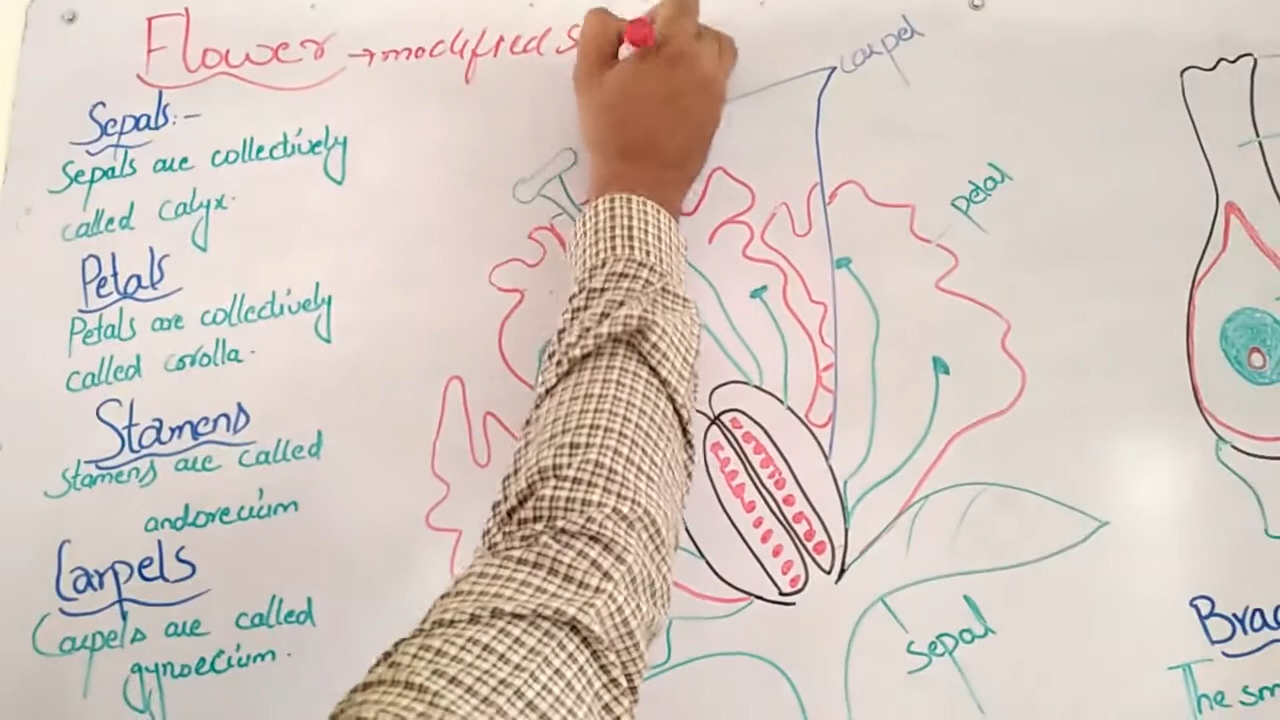 Flower → modified s
carpel
Sepals:-
Sepals are collectively
called calyx.
Petals
Petals are collectively
called corolla.
Stamens
Stamens are called
androecium
Carpels
Carpels are called
gynoecium.
petal
sepal
Brac
The sm